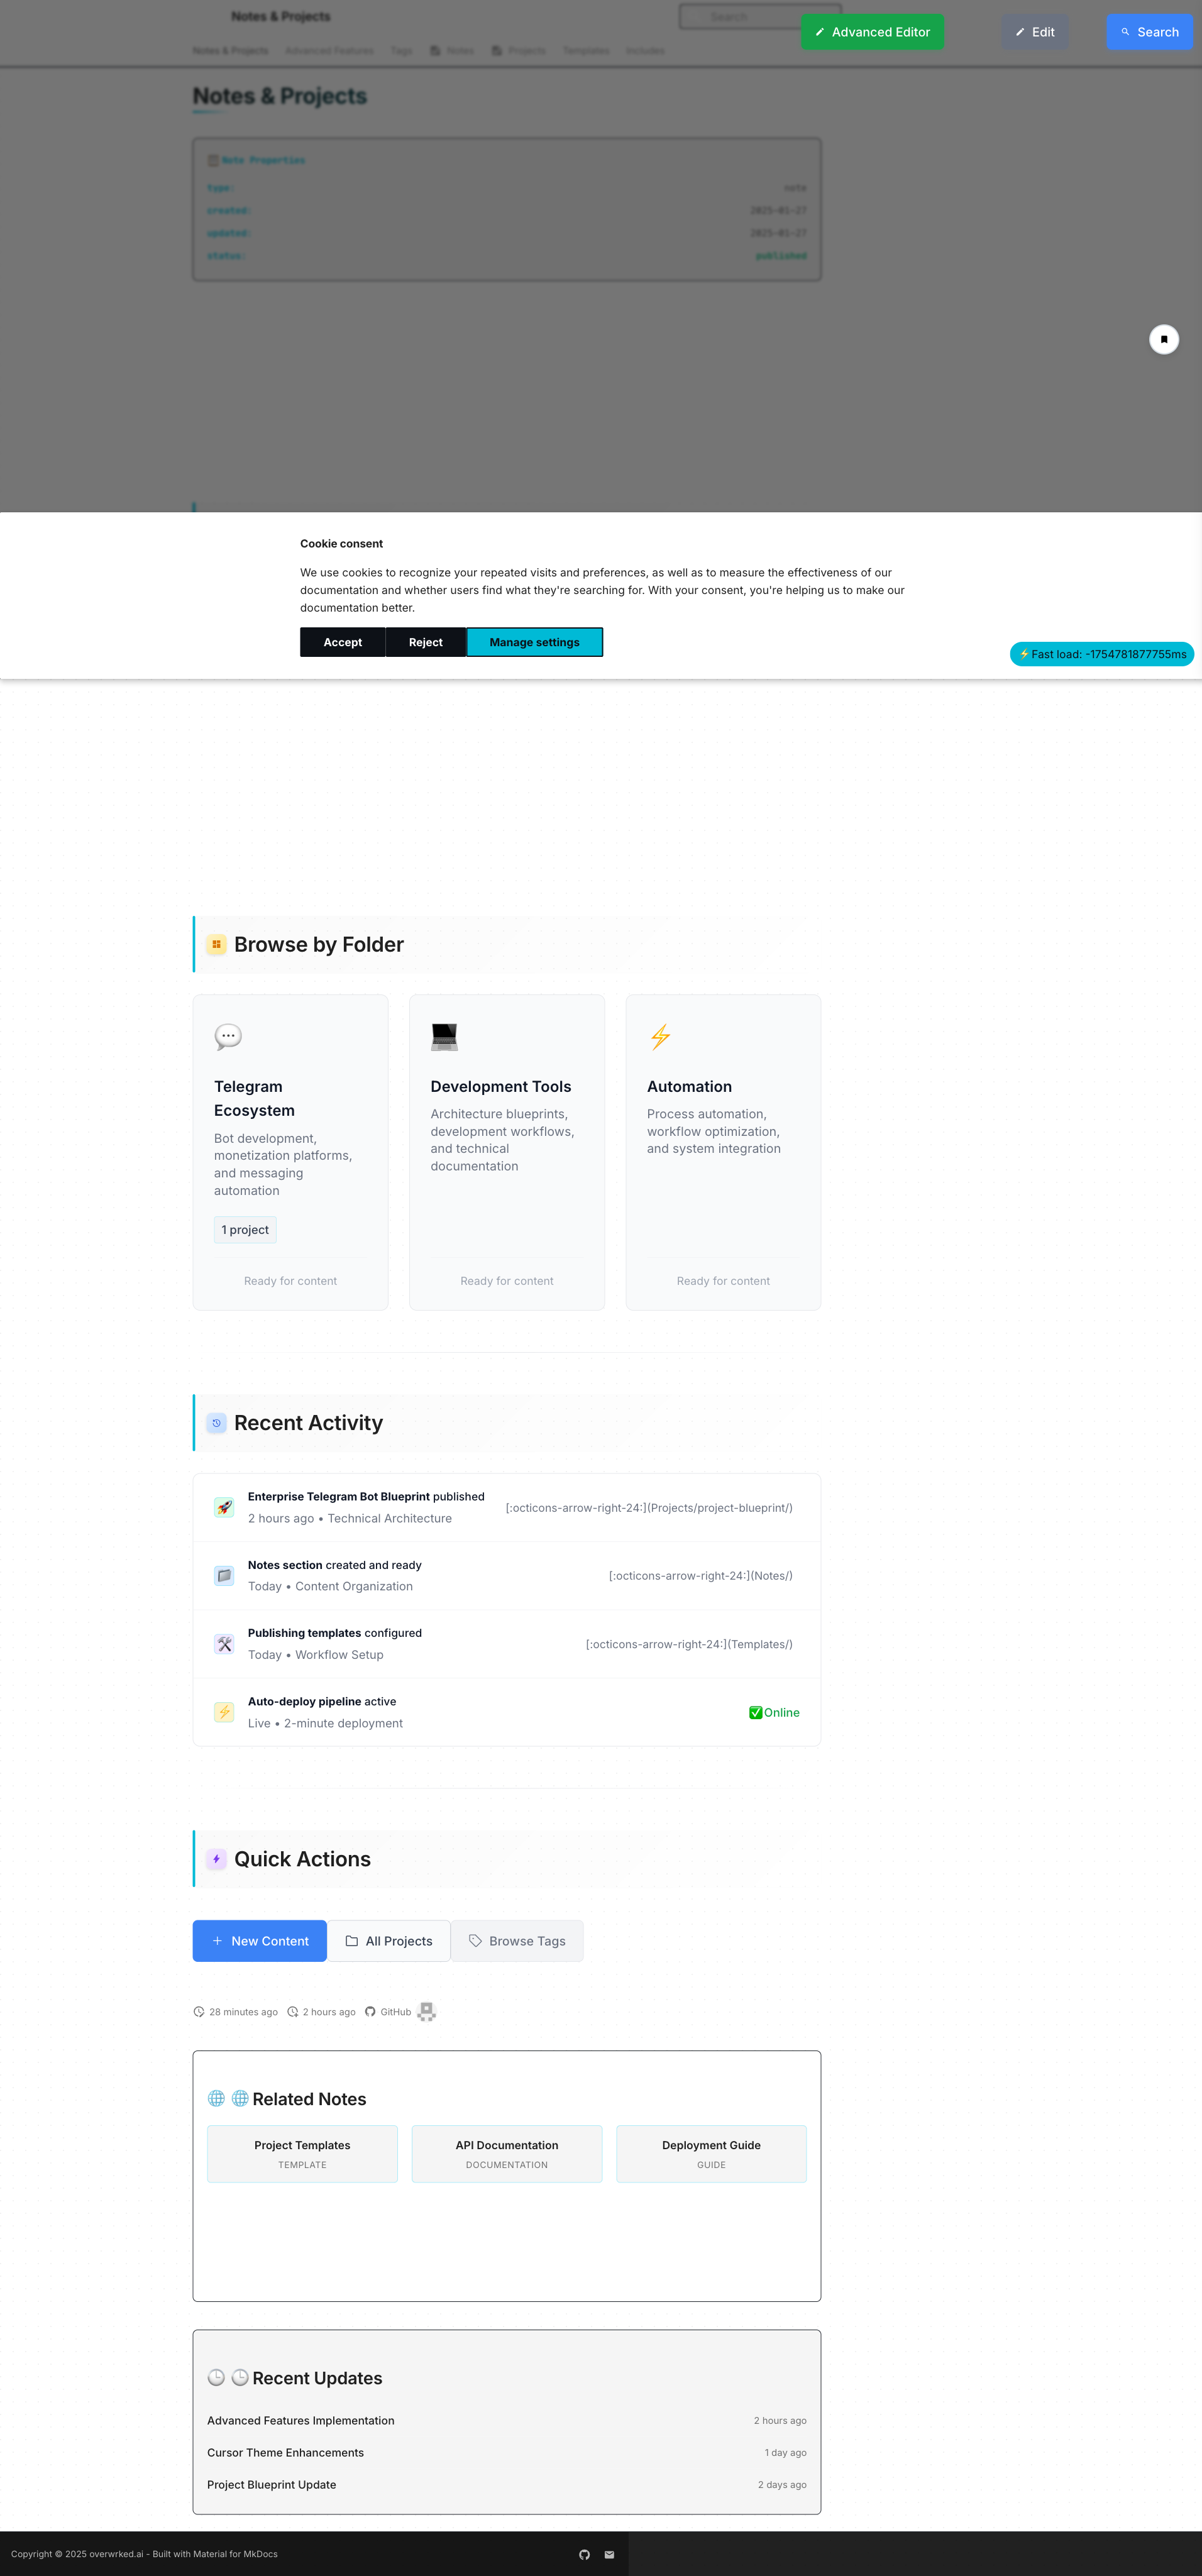 Notes & Projects
Search
Advanced Editor
Edit
Search
Notes & Projects Advanced Features Tags Notes Projects Templates Includes
Notes & Projects
Note Properties
type: note
created: 2025-01-27
updated: 2025-01-27
status: published
Cookie consent
We use cookies to recognize your repeated visits and preferences, as well as to measure the effectiveness of our
documentation and whether users find what they're searching for. With your consent, you're helping us to make our
documentation better.
Accept Reject Manage settings
⚡Fast load: -1754781877755ms
Browse by Folder
Telegram
Ecosystem
Bot development,
monetization platforms,
and messaging
automation
1 project
Ready for content
Development Tools
Architecture blueprints,
development workflows,
and technical
documentation
Ready for content
Automation
Process automation,
workflow optimization,
and system integration
Ready for content
Recent Activity
Enterprise Telegram Bot Blueprint published
2 hours ago • Technical Architecture
[:octicons-arrow-right-24:](Projects/project-blueprint/)
Notes section created and ready
Today • Content Organization
[:octicons-arrow-right-24:](Notes/)
Publishing templates configured
Today • Workflow Setup
[:octicons-arrow-right-24:](Templates/)
Auto-deploy pipeline active
Live • 2-minute deployment
✅Online
Quick Actions
New Content All Projects Browse Tags
28 minutes ago 2 hours ago GitHub
🌐 🌐 Related Notes
Project Templates
TEMPLATE
API Documentation
DOCUMENTATION
Deployment Guide
GUIDE
🕒 🕒 Recent Updates
Advanced Features Implementation 2 hours ago
Cursor Theme Enhancements 1 day ago
Project Blueprint Update 2 days ago
Copyright © 2025 overwrked.ai - Built with Material for MkDocs